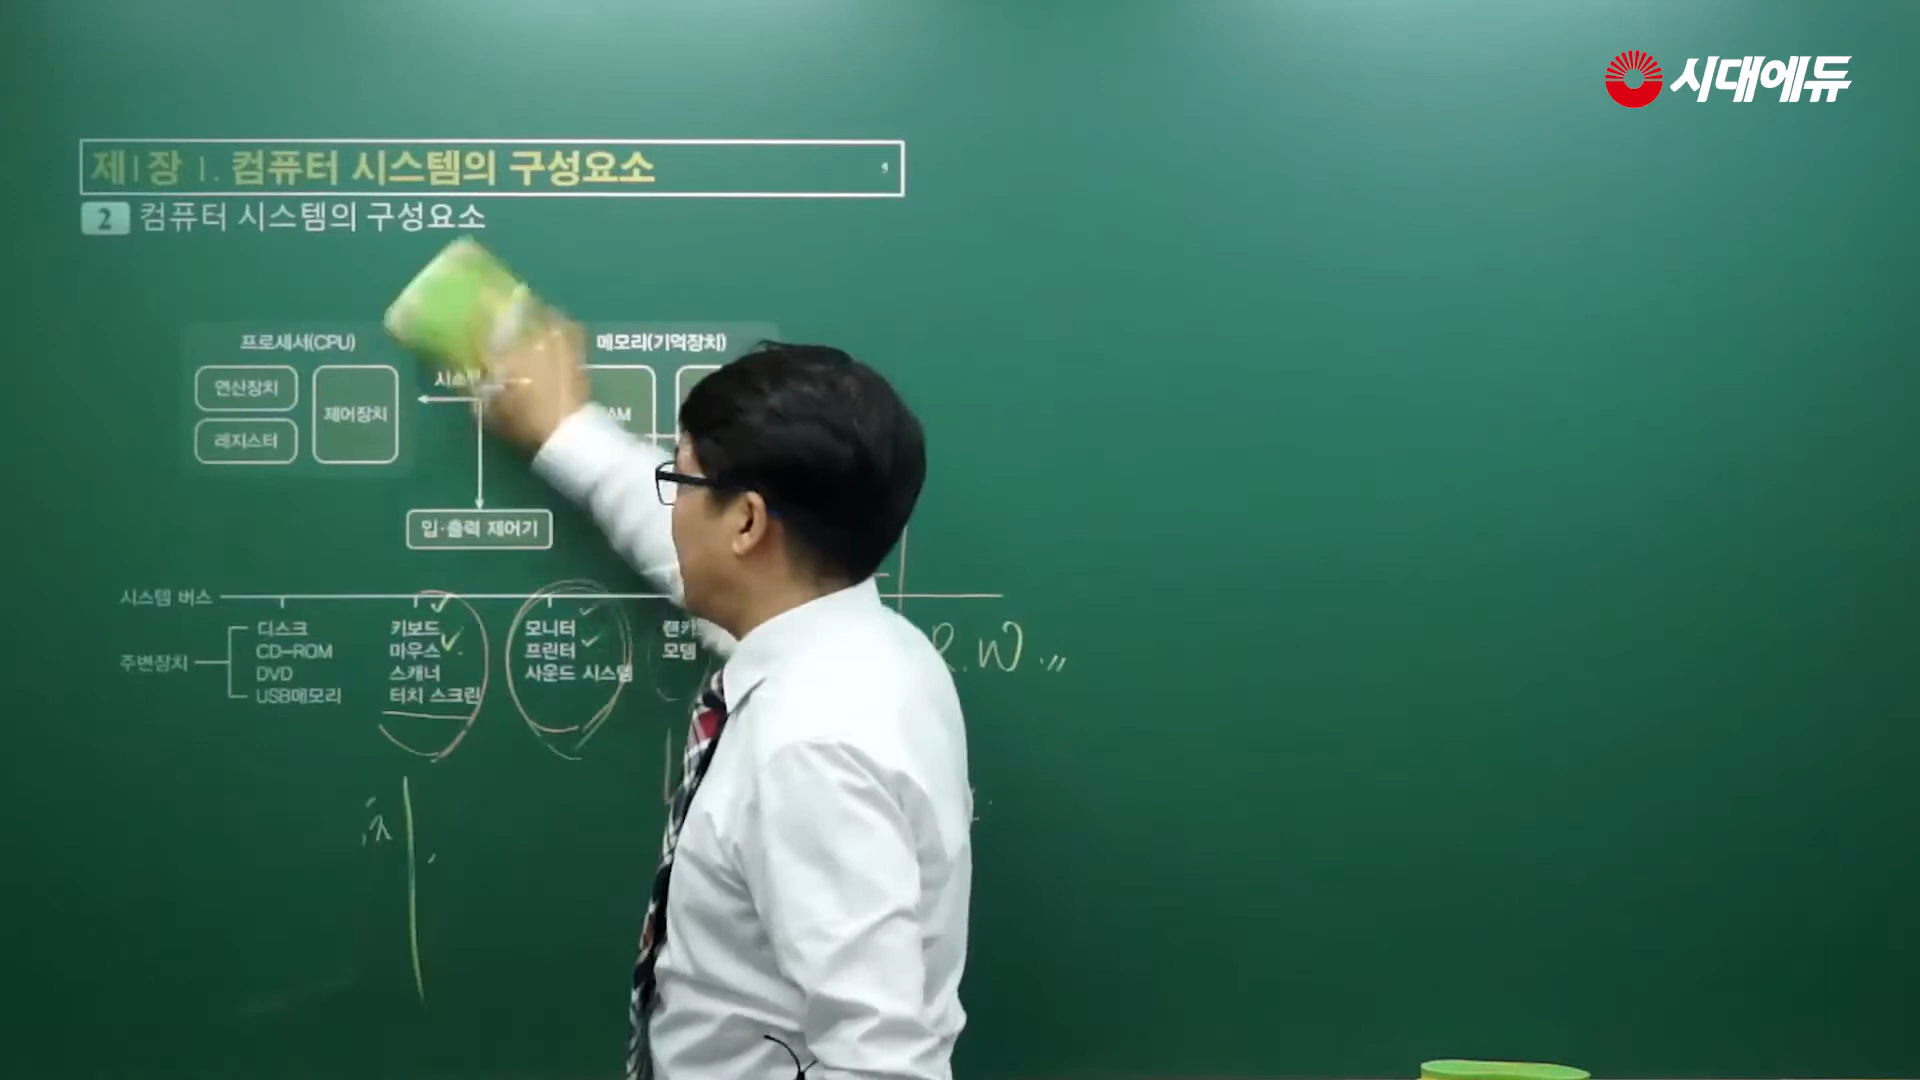 시대에듀
제1장 1. 컴퓨터 시스템의 구성요소
2 컴퓨터 시스템의 구성요소
프로세서(CPU)
메모리(기억장치)
연산장치
제어장치
레지스터
입·출력 제어기
시스템 버스
주변장치
디스크
CD-ROM
DVD
USB메모리
키보드
마우스
스캐너
터치 스크린
모니터
프린터
사운드 시스템
모뎀
R.W